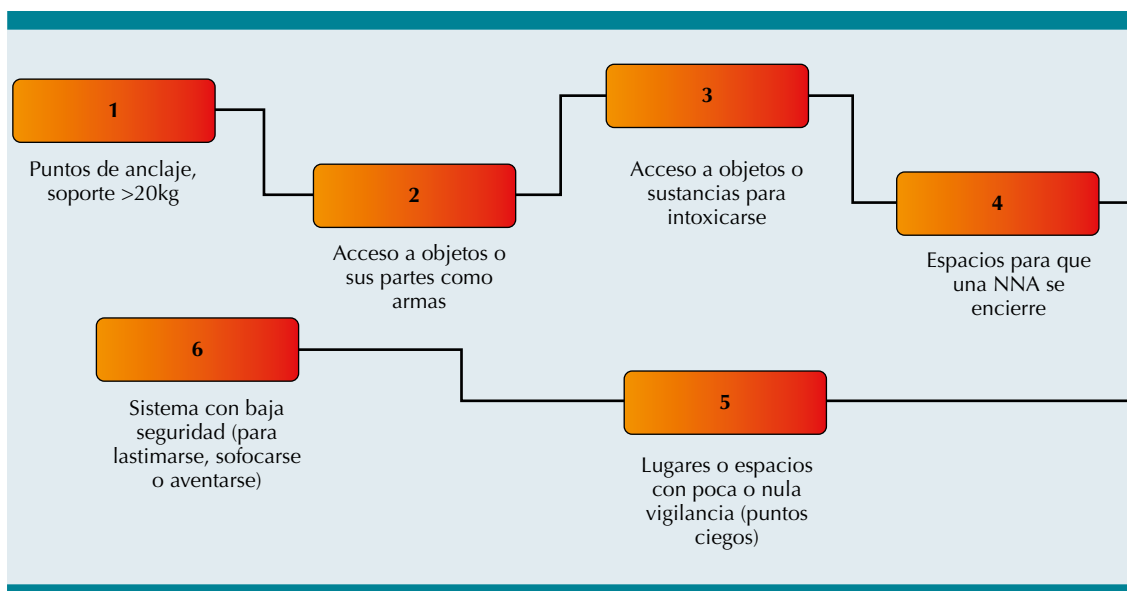 1
Puntos de anclaje,
soporte >20kg
2
Acceso a objetos o
sus partes como
armas
3
Acceso a objetos o
sustancias para
intoxicarse
4
Espacios para que
una NNA se
encierre
5
Lugares o espacios
con poca o nula
vigilancia (puntos
ciegos)
6
Sistema con baja
seguridad (para
lastimarse, sofocarse
o aventarse)